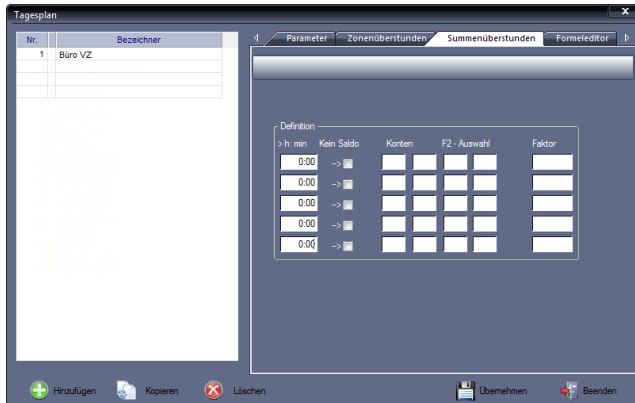 Tagesplan x
Nr. Bezeichner
1 Büro VZ
Parameter Zonenüberstunden Summenüberstunden Formeleditor
Definition
> h: min Kein Saldo Konten F2 - Auswahl Faktor
0:00 -->
0:00 -->
0:00 -->
0:00 -->
0:00 -->
Hinzufügen Kopieren Löschen Übernehmen Beenden